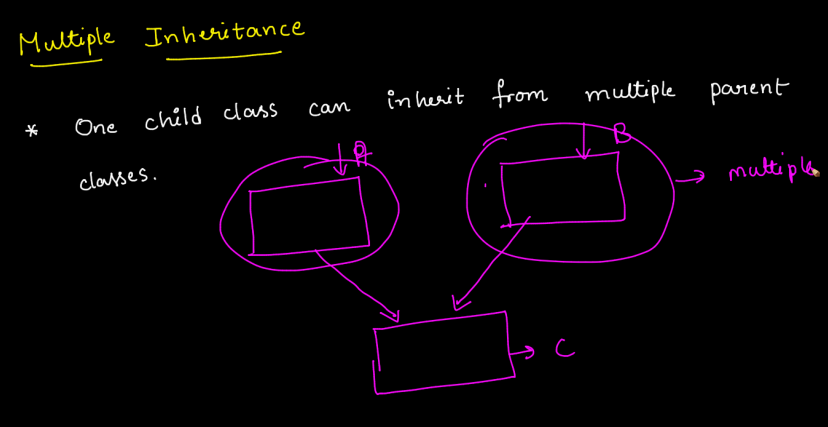 Multiple Inheritance
* One child class can inherit from multiple parent
classes.
A
B
→ multiple
→ C